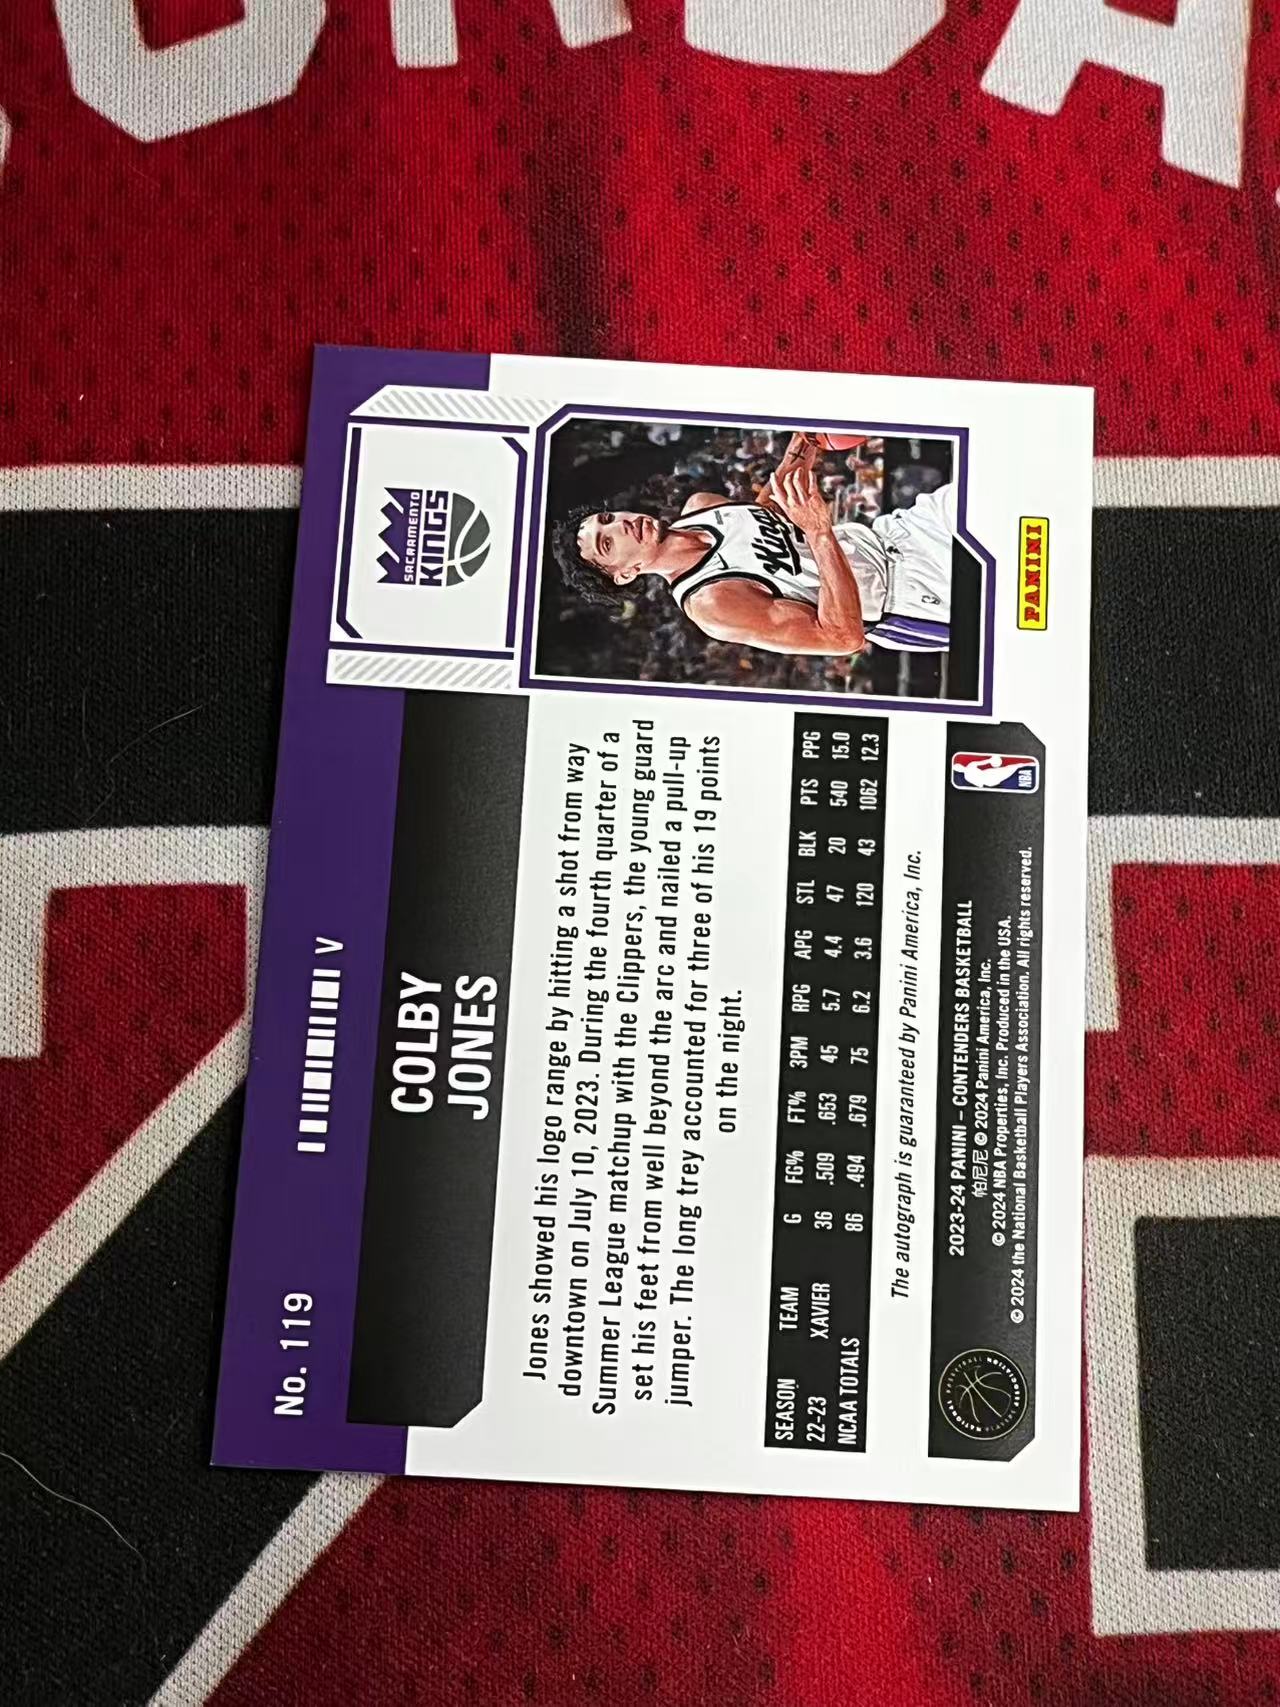 No. 119
V
COLBY
JONES
SACRAMENTO
KINGS
Kings
Jones showed his logo range by hitting a shot from way
downtown on July 10, 2023. During the fourth quarter of a
Summer League matchup with the Clippers, the young guard
set his feet from well beyond the arc and nailed a pull-up
jumper. The long trey accounted for three of his 19 points
on the night.
SEASON TEAM G FG% FT% 3PM RPG APG STL BLK PTS PPG
22-23 XAVIER 36 .509 .653 45 5.7 4.4 47 20 540 15.0
NCAA TOTALS 86 .494 .679 75 6.2 3.6 120 43 1062 12.3
The autograph is guaranteed by Panini America, Inc.
2023-24 PANINI – CONTENDERS BASKETBALL
帕尼尼 © 2024 Panini America, Inc.
© 2024 NBA Properties, Inc. Produced in the USA.
© 2024 the National Basketball Players Association. All rights reserved.
NBA
PANINI